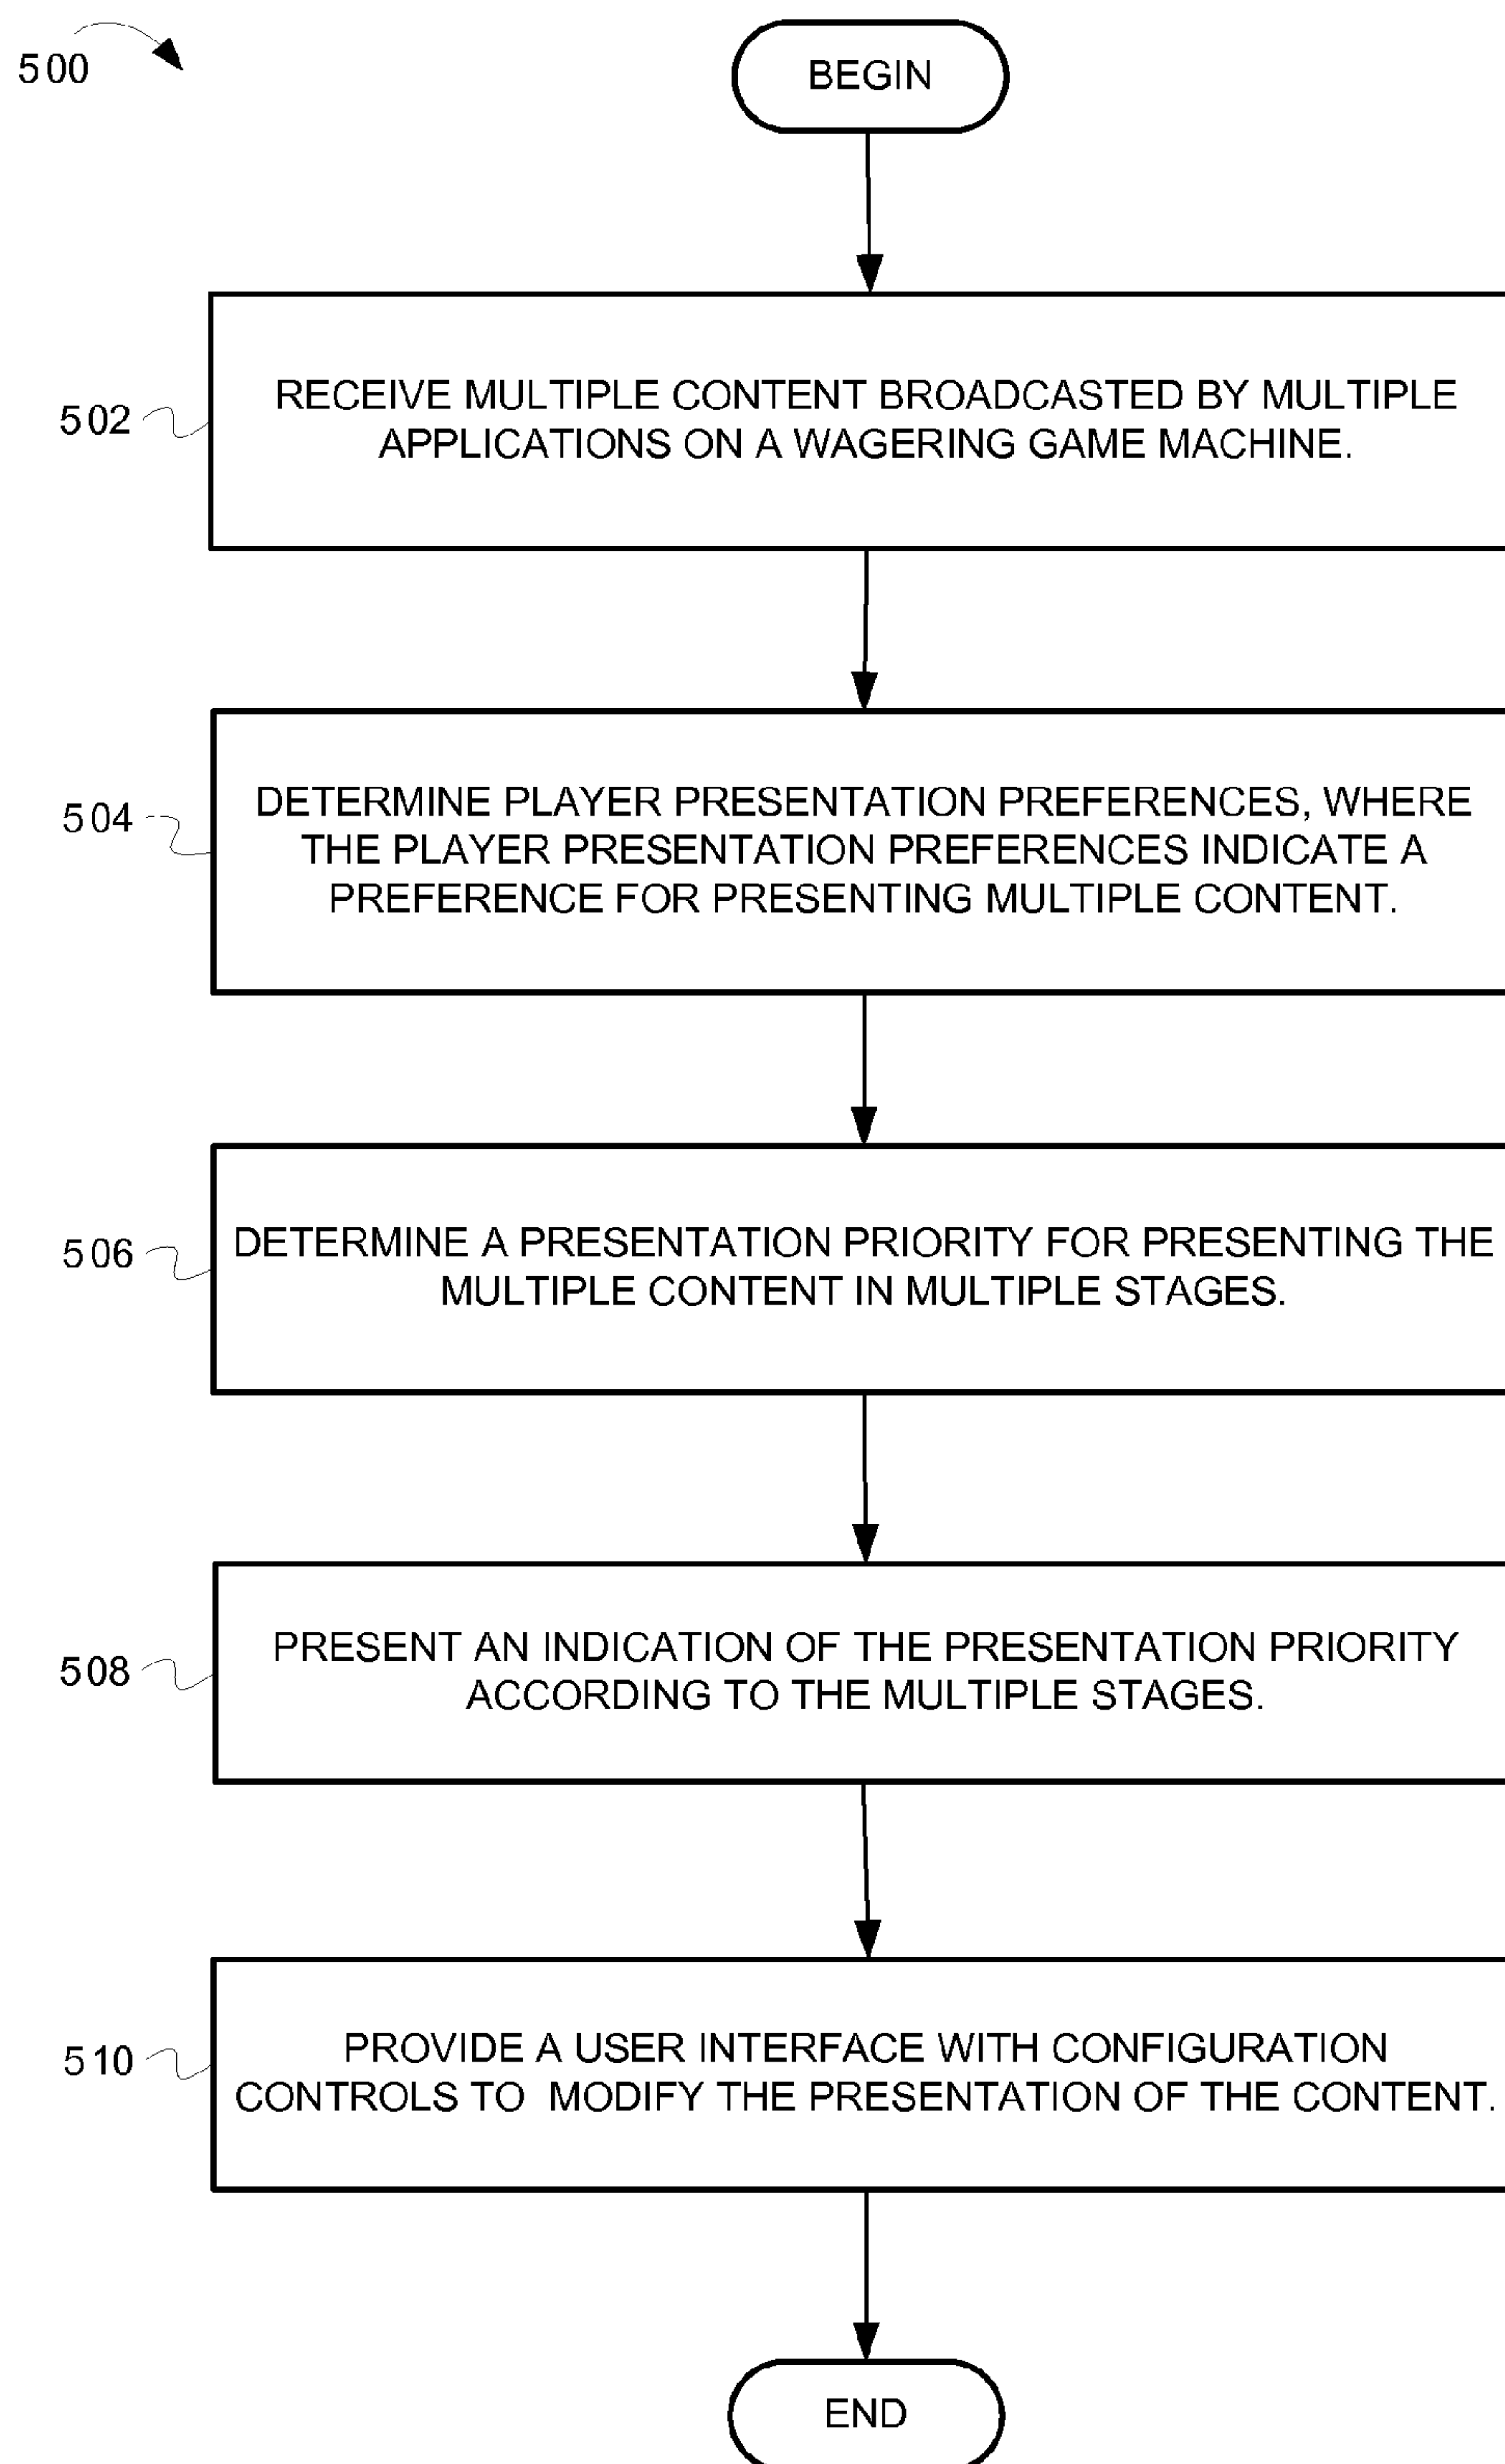 500
BEGIN
502
RECEIVE MULTIPLE CONTENT BROADCASTED BY MULTIPLE
APPLICATIONS ON A WAGERING GAME MACHINE.
504
DETERMINE PLAYER PRESENTATION PREFERENCES, WHERE
THE PLAYER PRESENTATION PREFERENCES INDICATE A
PREFERENCE FOR PRESENTING MULTIPLE CONTENT.
506
DETERMINE A PRESENTATION PRIORITY FOR PRESENTING THE
MULTIPLE CONTENT IN MULTIPLE STAGES.
508
PRESENT AN INDICATION OF THE PRESENTATION PRIORITY
ACCORDING TO THE MULTIPLE STAGES.
510
PROVIDE A USER INTERFACE WITH CONFIGURATION
CONTROLS TO  MODIFY THE PRESENTATION OF THE CONTENT.
END